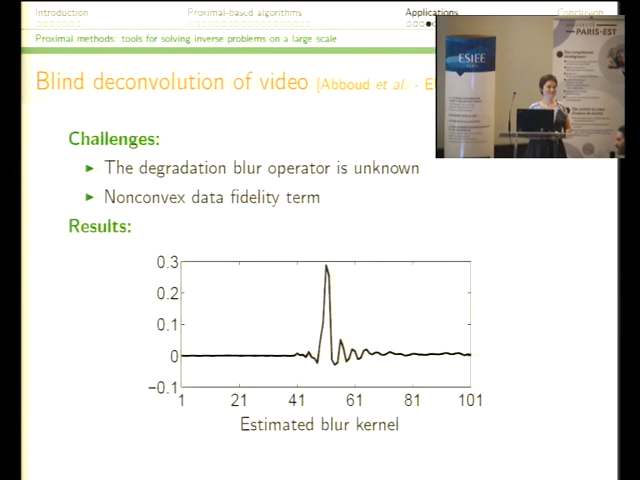 Introduction
Proximal-based algorithms
Applications
Conclusion
Proximal methods: tools for solving inverse problems on a large scale
Blind deconvolution of video [Abboud et al. - E
Challenges:
► The degradation blur operator is unknown
► Nonconvex data fidelity term
Results:
0.3
0.2
0.1
0
−0.1
1 21 41 61 81 101
Estimated blur kernel
ESIEE
UNIVERSITÉ
PARIS-EST